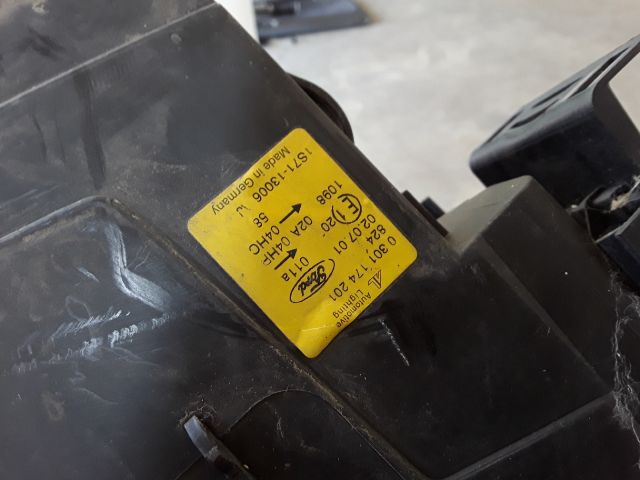 Automotive
Lighting
0 301 174 201
824
02.07.01
Ford
E1 20
011a
02A 04HF
04HC
1098
58
1S71-13006
Made in Germany